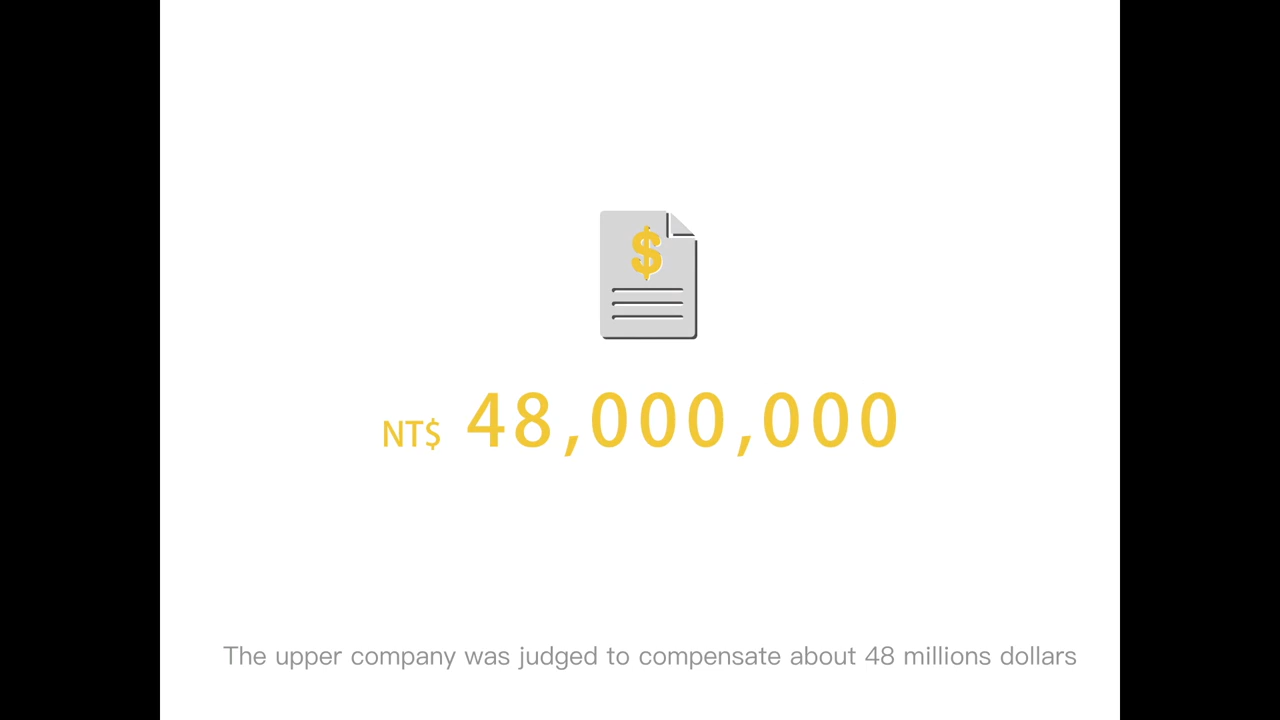 $
NT$ 48,000,000
The upper company was judged to compensate about 48 millions dollars